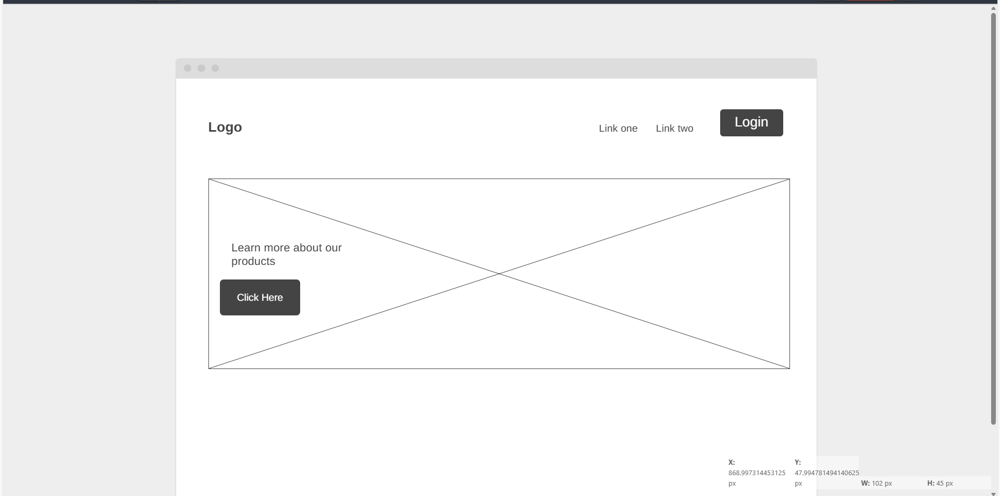 Logo
Link one
Link two
Login
Learn more about our
products
Click Here
X:
868.997314453125
px
Y:
47.994781494140625
px
W: 102 px
H: 45 px